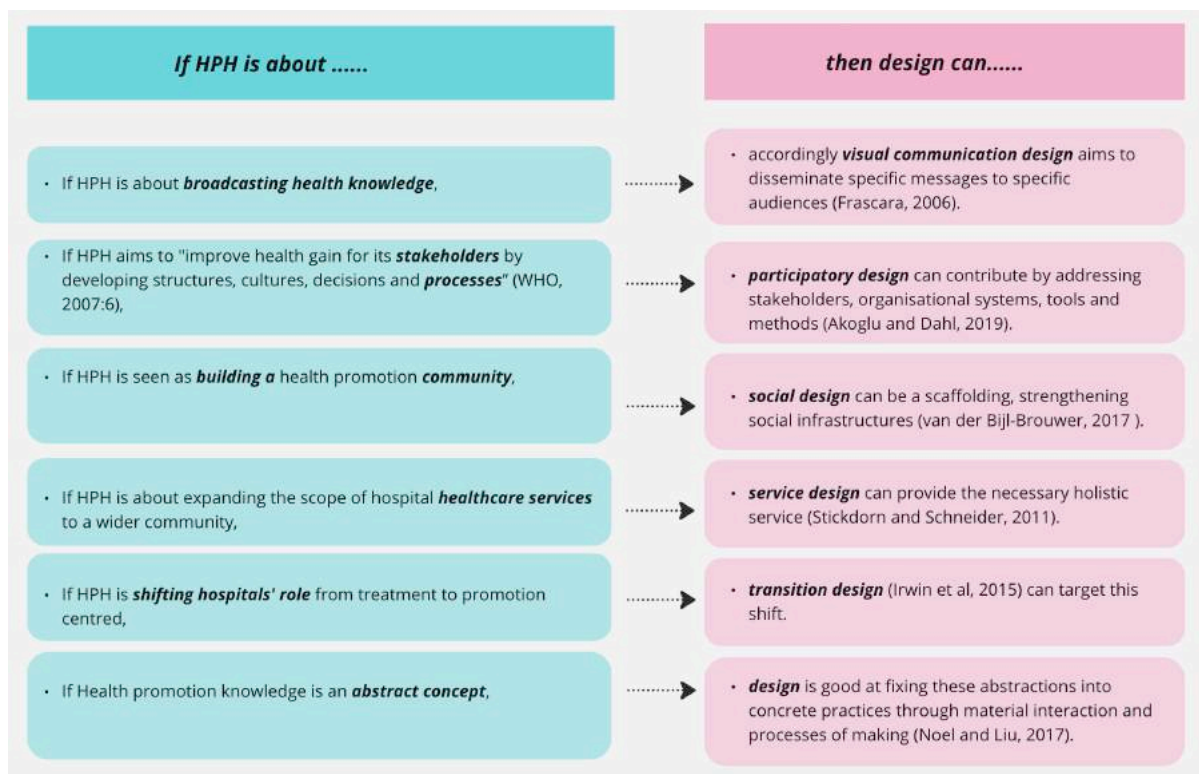 If HPH is about ......
then design can......
• If HPH is about broadcasting health knowledge,
• accordingly visual communication design aims to
disseminate specific messages to specific
audiences (Frascara, 2006).
• If HPH aims to "improve health gain for its stakeholders by
developing structures, cultures, decisions and processes" (WHO,
2007:6),
• participatory design can contribute by addressing
stakeholders, organisational systems, tools and
methods (Akoglu and Dahl, 2019).
• If HPH is seen as building a health promotion community,
• social design can be a scaffolding, strengthening
social infrastructures (van der Bijl-Brouwer, 2017 ).
• If HPH is about expanding the scope of hospital healthcare services
to a wider community,
• service design can provide the necessary holistic
service (Stickdorn and Schneider, 2011).
• If HPH is shifting hospitals' role from treatment to promotion
centred,
• transition design (Irwin et al, 2015) can target this
shift.
• If Health promotion knowledge is an abstract concept,
• design is good at fixing these abstractions into
concrete practices through material interaction and
processes of making (Noel and Liu, 2017).